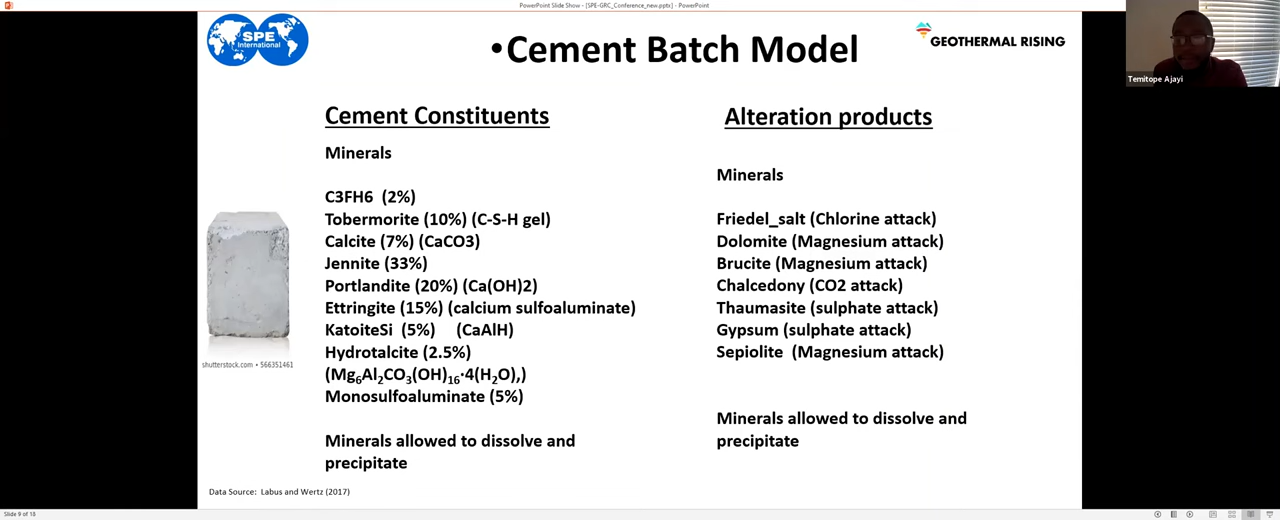 PowerPoint Slide Show - [SPE-GRC_Conference_new.pptx] - PowerPoint
SPE
International
•Cement Batch Model
GEOTHERMAL RISING
Temitope Ajayi
Cement Constituents
Minerals
C3FH6 (2%)
Tobermorite (10%) (C-S-H gel)
Calcite (7%) (CaCO3)
Jennite (33%)
Portlandite (20%) (Ca(OH)2)
Ettringite (15%) (calcium sulfoaluminate)
KatoiteSi (5%) (CaAlH)
Hydrotalcite (2.5%)
(Mg₆Al₂CO₃(OH)₁₆·4(H₂O),)
Monosulfoaluminate (5%)
Minerals allowed to dissolve and
precipitate
Alteration products
Minerals
Friedel_salt (Chlorine attack)
Dolomite (Magnesium attack)
Brucite (Magnesium attack)
Chalcedony (CO2 attack)
Thaumasite (sulphate attack)
Gypsum (sulphate attack)
Sepiolite (Magnesium attack)
Minerals allowed to dissolve and
precipitate
shutterstock.com • 566351461
Data Source: Labus and Wertz (2017)
Slide 9 of 18